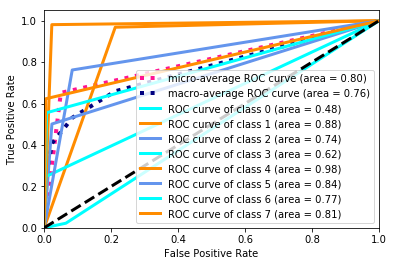 1.0
0.8
0.6
0.4
0.2
0.0
True Positive Rate
micro-average ROC curve (area = 0.80)
macro-average ROC curve (area = 0.76)
ROC curve of class 0 (area = 0.48)
ROC curve of class 1 (area = 0.88)
ROC curve of class 2 (area = 0.74)
ROC curve of class 3 (area = 0.62)
ROC curve of class 4 (area = 0.98)
ROC curve of class 5 (area = 0.84)
ROC curve of class 6 (area = 0.77)
ROC curve of class 7 (area = 0.81)
0.0 0.2 0.4 0.6 0.8 1.0
False Positive Rate